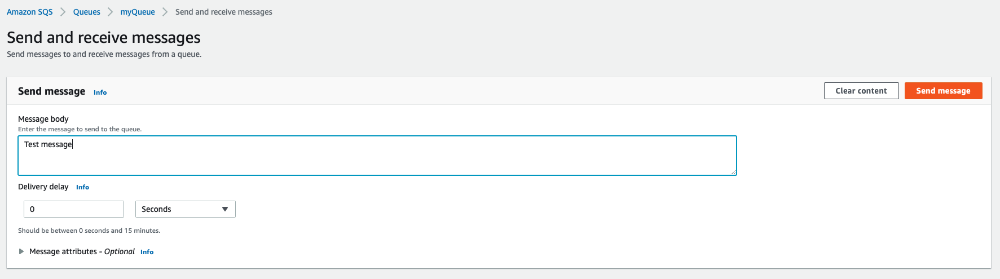 Amazon SQS > Queues > myQueue > Send and receive messages
Send and receive messages
Send messages to and receive messages from a queue.
Send message Info Clear content Send message
Message body
Enter the message to send to the queue.
Test message
Delivery delay Info
0 Seconds
Should be between 0 seconds and 15 minutes.
Message attributes - Optional Info